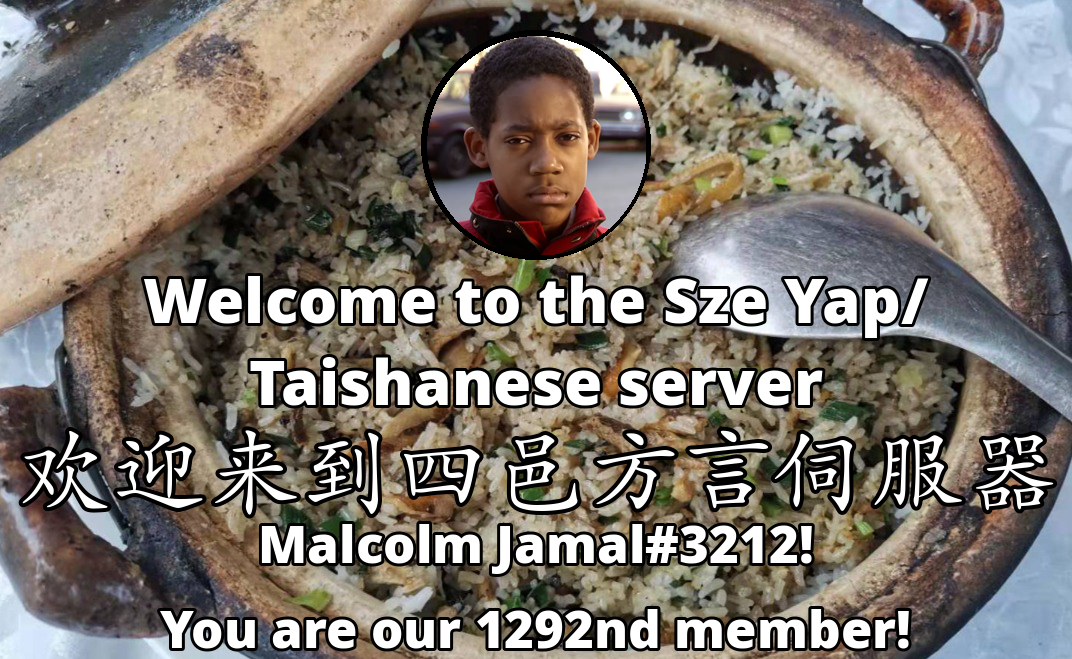 Welcome to the Sze Yap/
Taishanese server
欢迎来到四邑方言伺服器
Malcolm Jamal#3212!
You are our 1292nd member!